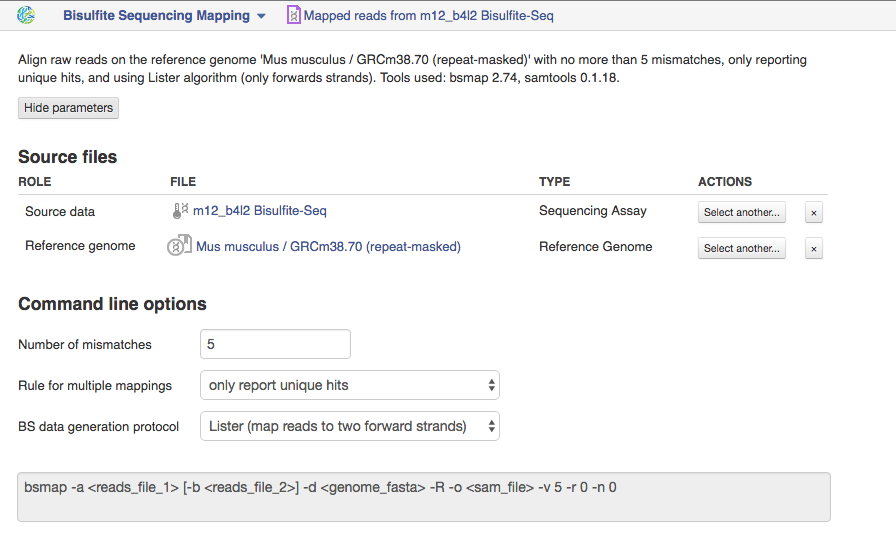 Bisulfite Sequencing Mapping Mapped reads from m12_b4l2 Bisulfite-Seq
Align raw reads on the reference genome 'Mus musculus / GRCm38.70 (repeat-masked)' with no more than 5 mismatches, only reporting
unique hits, and using Lister algorithm (only forwards strands). Tools used: bsmap 2.74, samtools 0.1.18.
Hide parameters
Source files
ROLE FILE TYPE ACTIONS
Source data m12_b4l2 Bisulfite-Seq Sequencing Assay Select another... ×
Reference genome Mus musculus / GRCm38.70 (repeat-masked) Reference Genome Select another... ×
Command line options
Number of mismatches 5
Rule for multiple mappings only report unique hits
BS data generation protocol Lister (map reads to two forward strands)
bsmap -a <reads_file_1> [-b <reads_file_2>] -d <genome_fasta> -R -o <sam_file> -v 5 -r 0 -n 0